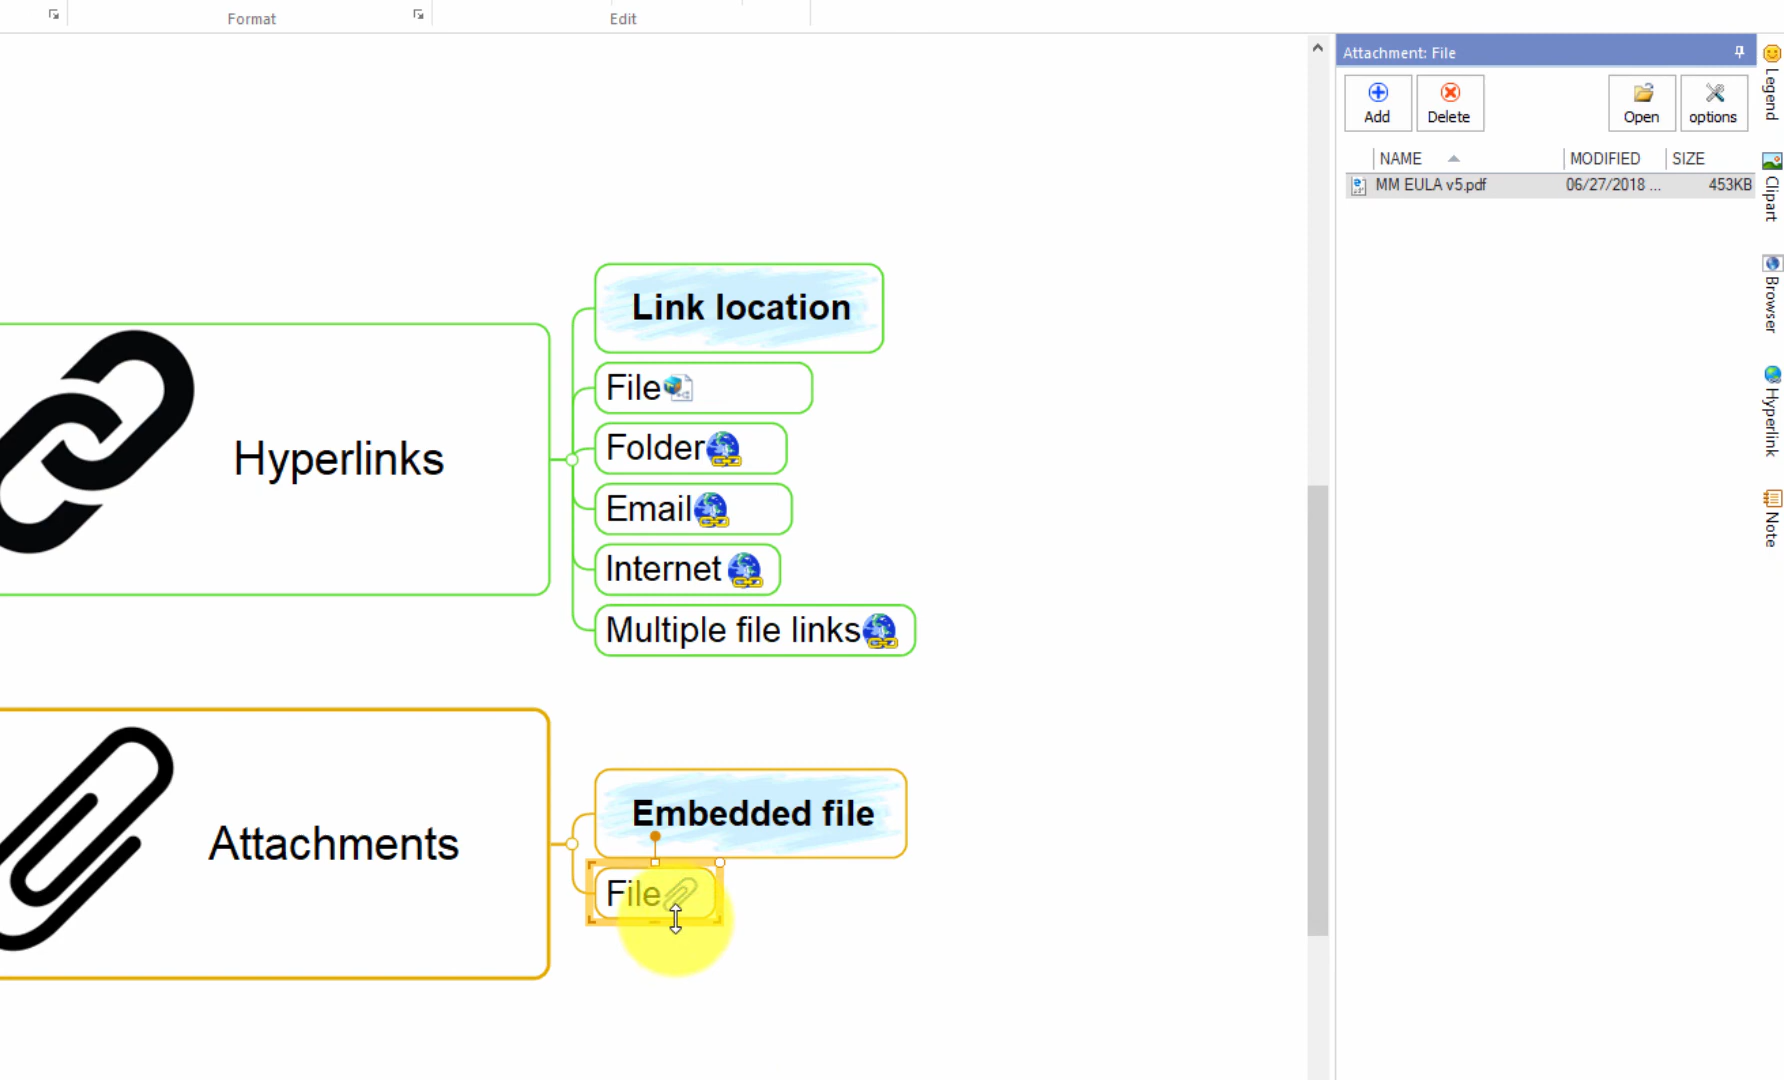 Format
Edit
Attachment: File
Add
Delete
Open
options
NAME
MODIFIED
SIZE
MM EULA v5.pdf
06/27/2018 ...
453KB
Legend
Clipart
Browser
Hyperlink
Note
Hyperlinks
Link location
File
Folder
Email
Internet
Multiple file links
Attachments
Embedded file
File